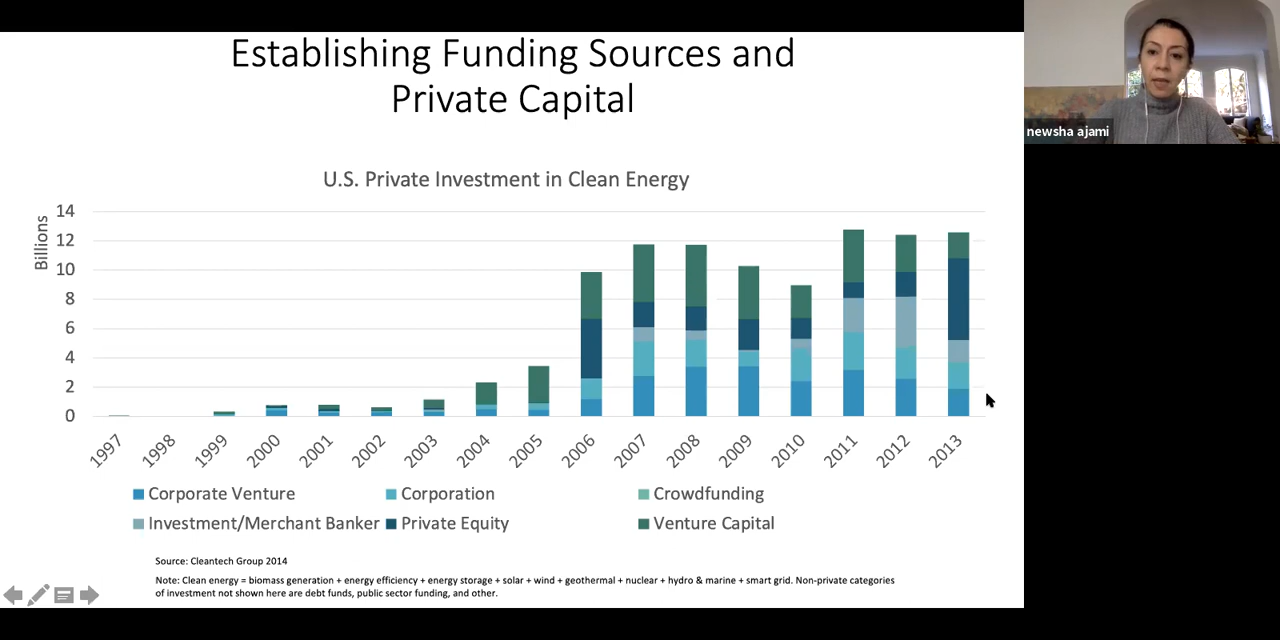 Establishing Funding Sources and
Private Capital
newsha ajami
U.S. Private Investment in Clean Energy
Billions
14
12
10
8
6
4
2
0
1997 1998 1999 2000 2001 2002 2003 2004 2005 2006 2007 2008 2009 2010 2011 2012 2013
Corporate Venture Corporation Crowdfunding
Investment/Merchant Banker Private Equity Venture Capital
Source: Cleantech Group 2014
Note: Clean energy = biomass generation + energy efficiency + energy storage + solar + wind + geothermal + nuclear + hydro & marine + smart grid. Non-private categories
of investment not shown here are debt funds, public sector funding, and other.